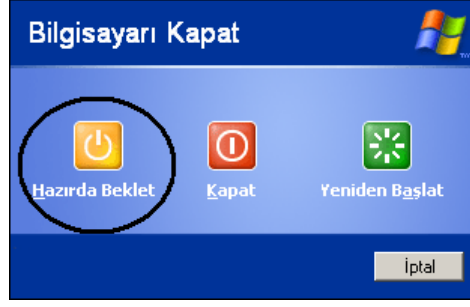 Bilgisayarı Kapat
Hazırda Beklet
Kapat
Yeniden Başlat
İptal